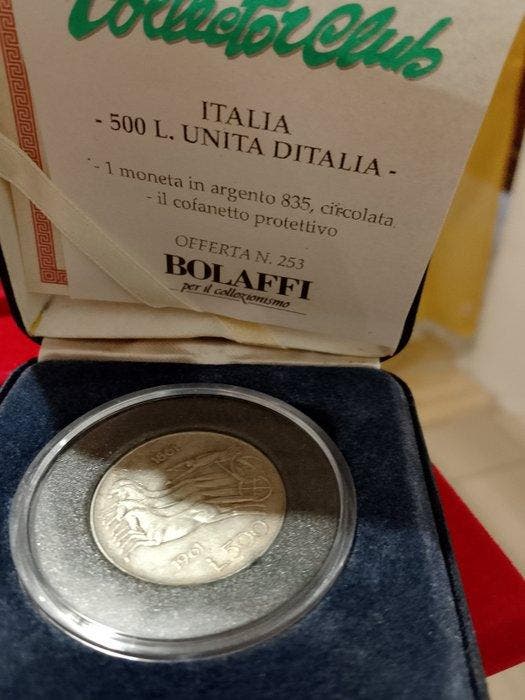 Collector Club
ITALIA
- 500 L. UNITA DITALIA -
- 1 moneta in argento 835, circolata
- il cofanetto protettivo
OFFERTA N. 253
BOLAFFI
per il collezionismo
1861
1961
L.500